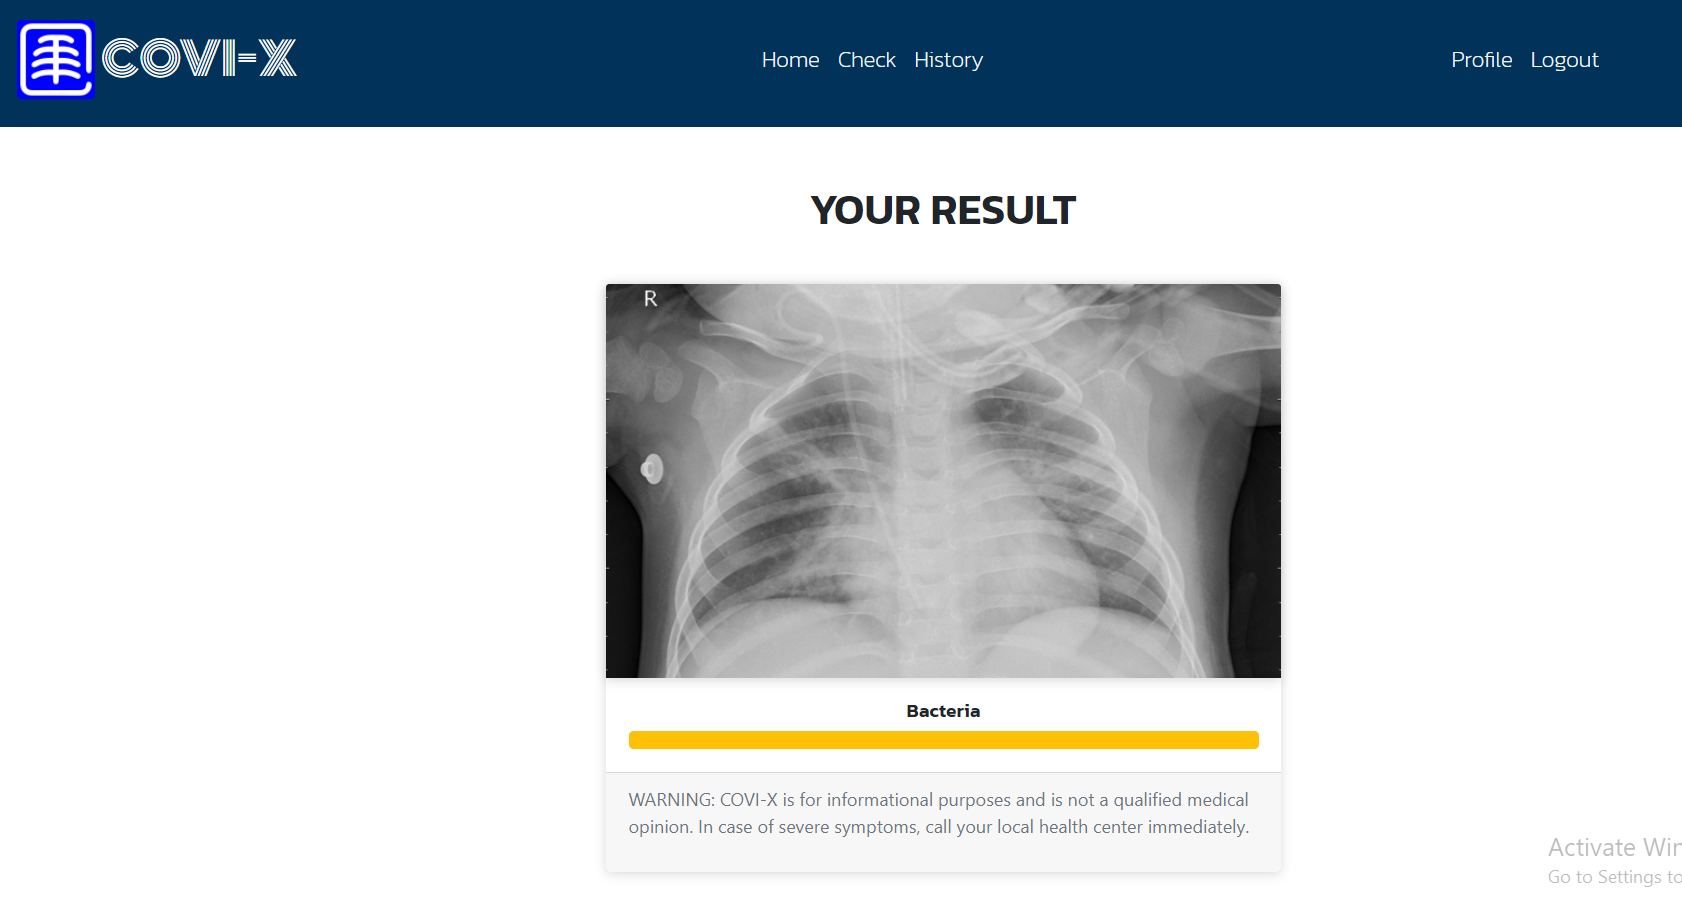 COVI-X
Home Check History
Profile Logout
YOUR RESULT
R
Bacteria
WARNING: COVI-X is for informational purposes and is not a qualified medical
opinion. In case of severe symptoms, call your local health center immediately.
Activate Win
Go to Settings to